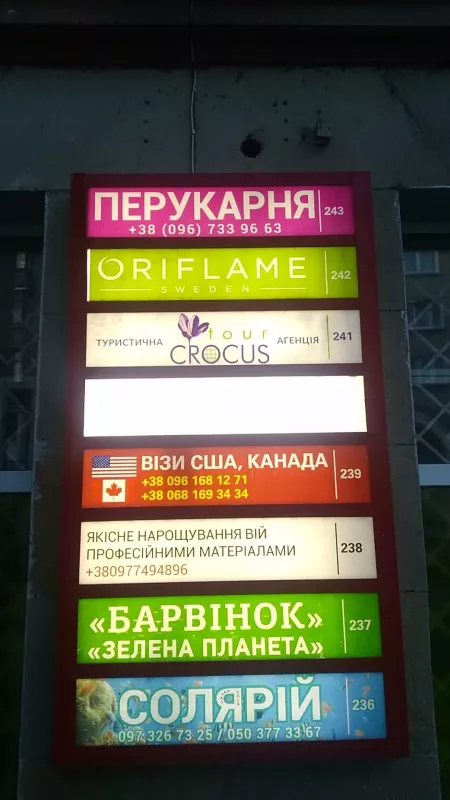 ПЕРУКАРНЯ 243
+38 (096) 733 96 63
ORIFLAME 242
SWEDEN
tour
ТУРИСТИЧНА CROCUS АГЕНЦІЯ 241
ВІЗИ США, КАНАДА 239
+38 096 168 12 71
+38 068 169 34 34
ЯКІСНЕ НАРОЩУВАННЯ ВІЙ
ПРОФЕСІЙНИМИ МАТЕРІАЛАМИ 238
+380977494896
«БАРВІНОК» 237
«ЗЕЛЕНА ПЛАНЕТА»
СОЛЯРІЙ 236
097 326 73 25 / 050 377 33 67